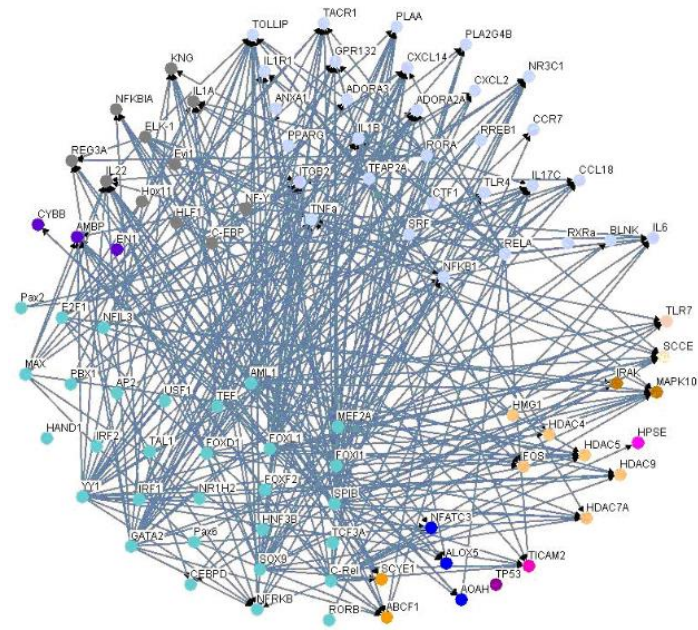 TACR1
PLAA
TOLLIP
PLA2G4B
GPR132
CXCL14
KNG
IL1R1
NR3C1
IL1A
ADORA3
CXCL2
NFKBIA
ANXA1
ADORA2A
ELK-1
PPARG
IL1B
RREB1
CCR7
REG3A
Evi1
RORA
IL22
ITGB2
TFAP2A
TLR4
IL17C
CCL18
Hox11
NF-Y
CTF1
CYBB
AMBP
HLF1
TNFa
SRF
EN1
C-EBP
RELA
RXRa
BLNK
IL6
NFKB1
Pax2
E2F1
NFIL3
TLR7
MAX
SCCE
PBX1
AP2
USF1
TEF
AML1
IRAK
MAPK10
HAND1
IRF2
TAL1
FOXD1
FOXL1
MEF2A
HMG1
HDAC4
HPSE
FOXI1
FOS
HDAC5
HDAC9
YY1
IRF1
NR1H2
FOXF2
SPIB
HDAC7A
GATA2
Pax6
HNF3B
TCF3A
NFATC3
CEBPD
SOX9
C-Rel
SCYE1
ALOX5
TICAM2
TP53
NFRKB
RORB
ABCF1
AOAH